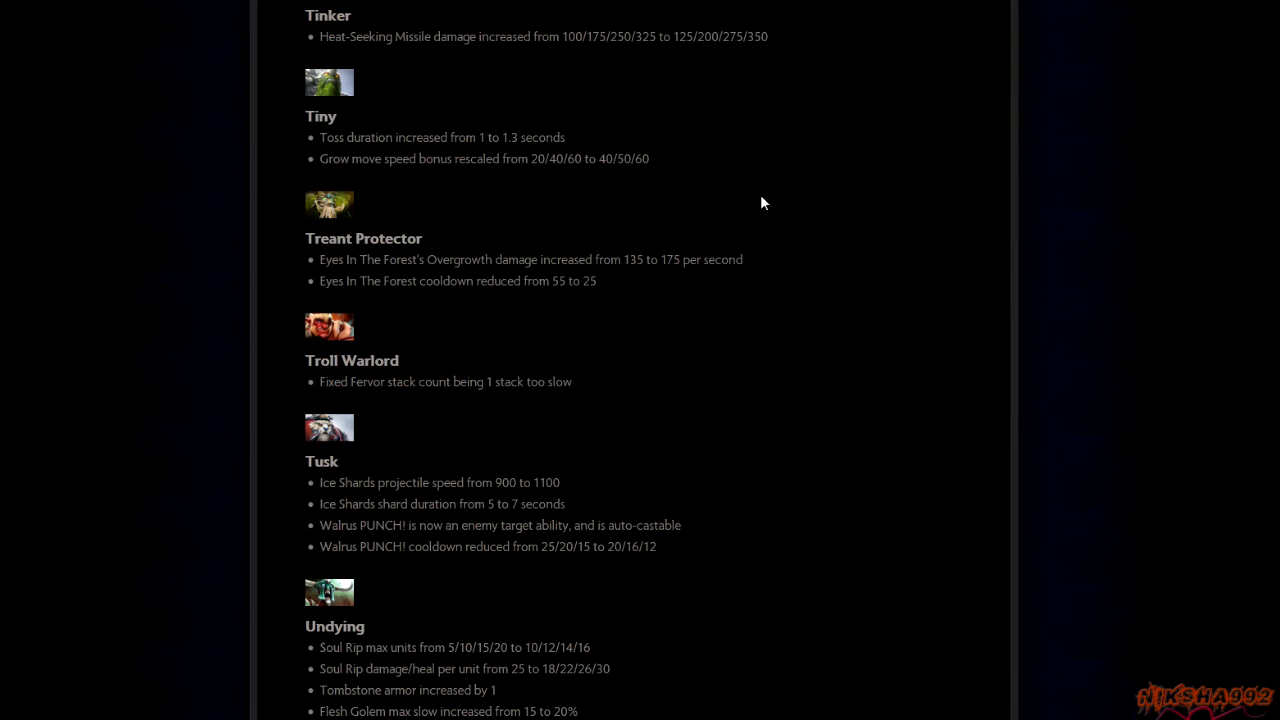 Tinker
• Heat-Seeking Missile damage increased from 100/175/250/325 to 125/200/275/350
Tiny
• Toss duration increased from 1 to 1.3 seconds
• Grow move speed bonus rescaled from 20/40/60 to 40/50/60
Treant Protector
• Eyes In The Forest's Overgrowth damage increased from 135 to 175 per second
• Eyes In The Forest cooldown reduced from 55 to 25
Troll Warlord
• Fixed Fervor stack count being 1 stack too slow
Tusk
• Ice Shards projectile speed from 900 to 1100
• Ice Shards shard duration from 5 to 7 seconds
• Walrus PUNCH! is now an enemy target ability, and is auto-castable
• Walrus PUNCH! cooldown reduced from 25/20/15 to 20/16/12
Undying
• Soul Rip max units from 5/10/15/20 to 10/12/14/16
• Soul Rip damage/heal per unit from 25 to 18/22/26/30
• Tombstone armor increased by 1
• Flesh Golem max slow increased from 15 to 20%
NIKSHA992